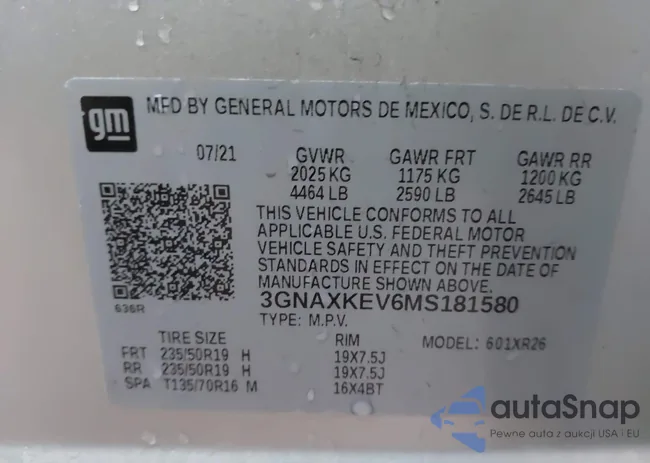 gm
MFD BY GENERAL MOTORS DE MEXICO, S. DE R.L. DE C.V.
07/21 GVWR GAWR FRT GAWR RR
2025 KG 1175 KG 1200 KG
4464 LB 2590 LB 2645 LB
THIS VEHICLE CONFORMS TO ALL
APPLICABLE U.S. FEDERAL MOTOR
VEHICLE SAFETY AND THEFT PREVENTION
STANDARDS IN EFFECT ON THE DATE OF
MANUFACTURE SHOWN ABOVE.
636R
3GNAXKEV6MS181580
TYPE: M.P.V.
TIRE SIZE RIM MODEL: 601XR26
FRT 235/50R19 H 19X7.5J
RR 235/50R19 H 19X7.5J
SPA T135/70R16 M 16X4BT
autaSnap
Pewne auta z aukcji USA i EU